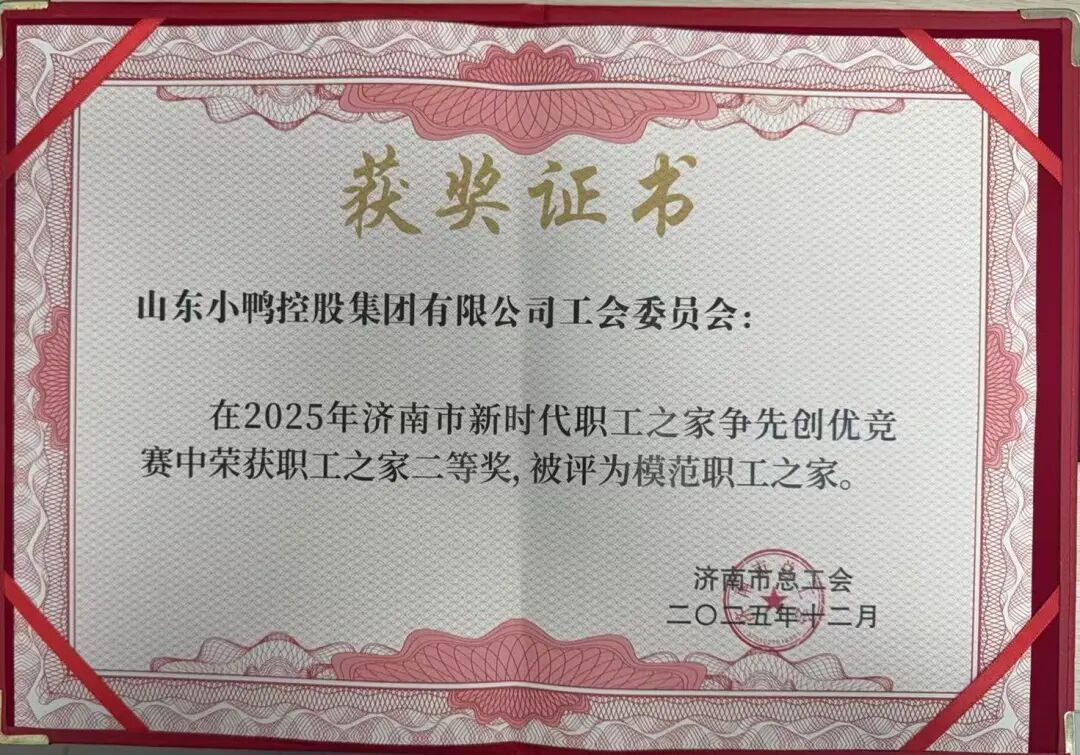 获奖证书
山东小鸭控股集团有限公司工会委员会：
在2025年济南市新时代职工之家争先创优竞
赛中荣获职工之家二等奖，被评为模范职工之家。
济南市总工会
二〇二五年十二月